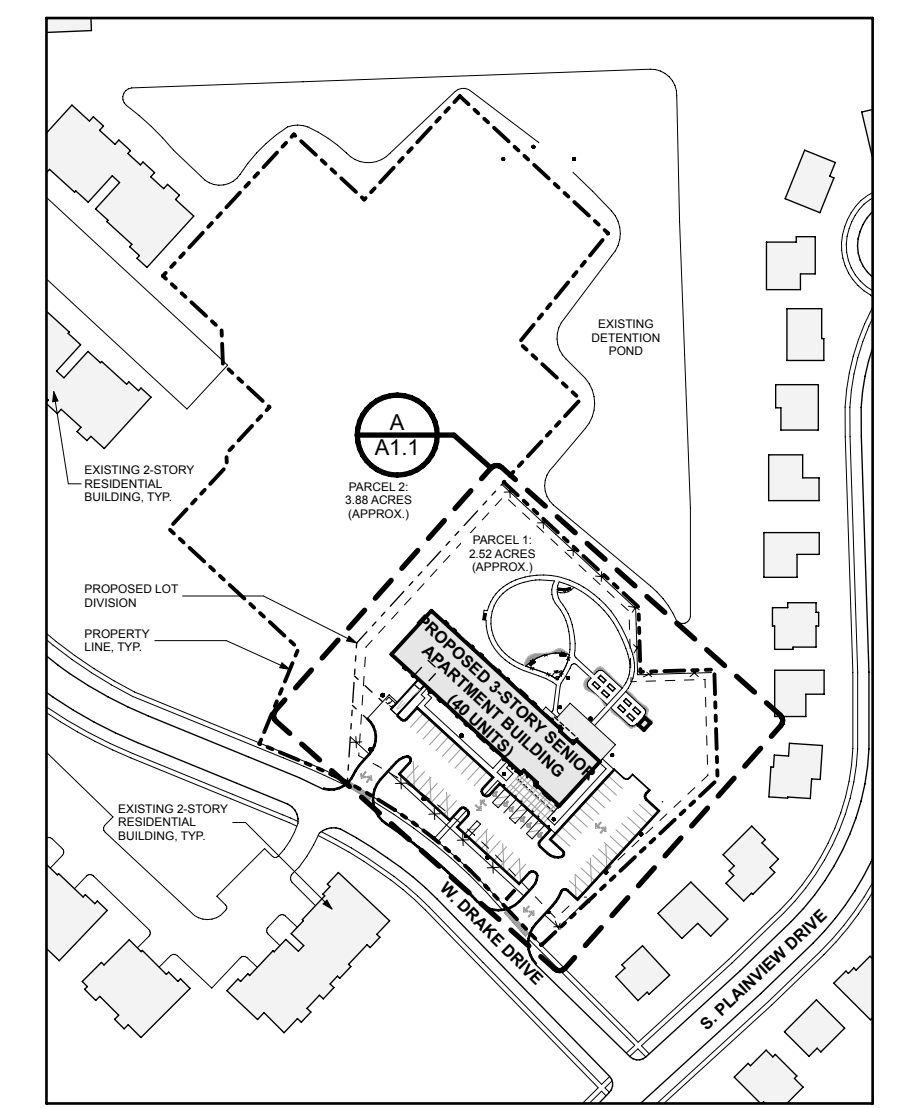 EXISTING
DETENTION
POND
A
A1.1
PARCEL 2:
3.88 ACRES
(APPROX.)
EXISTING 2-STORY
RESIDENTIAL
BUILDING, TYP.
PARCEL 1:
2.52 ACRES
(APPROX.)
PROPOSED LOT
DIVISION
PROPERTY
LINE, TYP.
PROPOSED 3-STORY SENIOR
APARTMENT BUILDING
(40 UNITS)
EXISTING 2-STORY
RESIDENTIAL
BUILDING, TYP.
W. DRAKE DRIVE
S. PLAINVIEW DRIVE